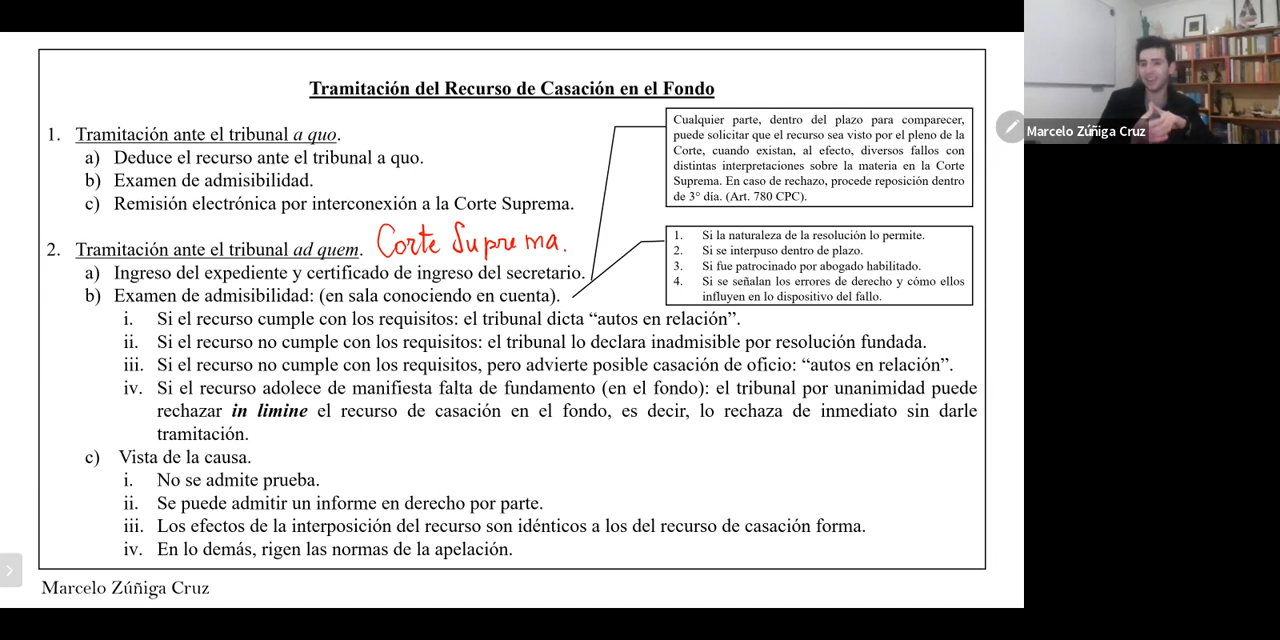 Tramitación del Recurso de Casación en el Fondo
1. Tramitación ante el tribunal a quo.
a) Deduce el recurso ante el tribunal a quo.
b) Examen de admisibilidad.
c) Remisión electrónica por interconexión a la Corte Suprema.
Cualquier parte, dentro del plazo para comparecer,
puede solicitar que el recurso sea visto por el pleno de la
Corte, cuando existan, al efecto, diversos fallos con
distintas interpretaciones sobre la materia en la Corte
Suprema. En caso de rechazo, procede reposición dentro
de 3° día. (Art. 780 CPC).
2. Tramitación ante el tribunal ad quem. Corte Suprema.
a) Ingreso del expediente y certificado de ingreso del secretario.
b) Examen de admisibilidad: (en sala conociendo en cuenta).
1. Si la naturaleza de la resolución lo permite.
2. Si se interpuso dentro de plazo.
3. Si fue patrocinado por abogado habilitado.
4. Si se señalan los errores de derecho y cómo ellos
influyen en lo dispositivo del fallo.
i. Si el recurso cumple con los requisitos: el tribunal dicta “autos en relación”.
ii. Si el recurso no cumple con los requisitos: el tribunal lo declara inadmisible por resolución fundada.
iii. Si el recurso no cumple con los requisitos, pero advierte posible casación de oficio: “autos en relación”.
iv. Si el recurso adolece de manifiesta falta de fundamento (en el fondo): el tribunal por unanimidad puede
rechazar in limine el recurso de casación en el fondo, es decir, lo rechaza de inmediato sin darle
tramitación.
c) Vista de la causa.
i. No se admite prueba.
ii. Se puede admitir un informe en derecho por parte.
iii. Los efectos de la interposición del recurso son idénticos a los del recurso de casación forma.
iv. En lo demás, rigen las normas de la apelación.
Marcelo Zúñiga Cruz
Marcelo Zúñiga Cruz